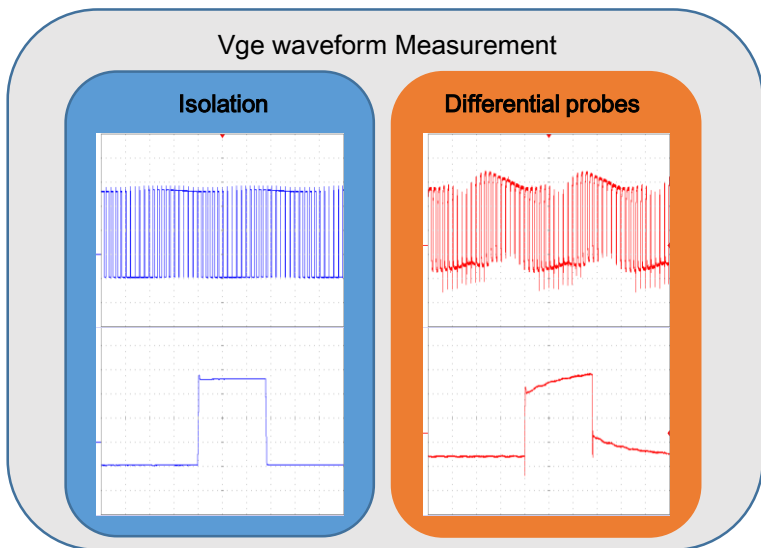 Vge waveform Measurement
Isolation
Differential probes